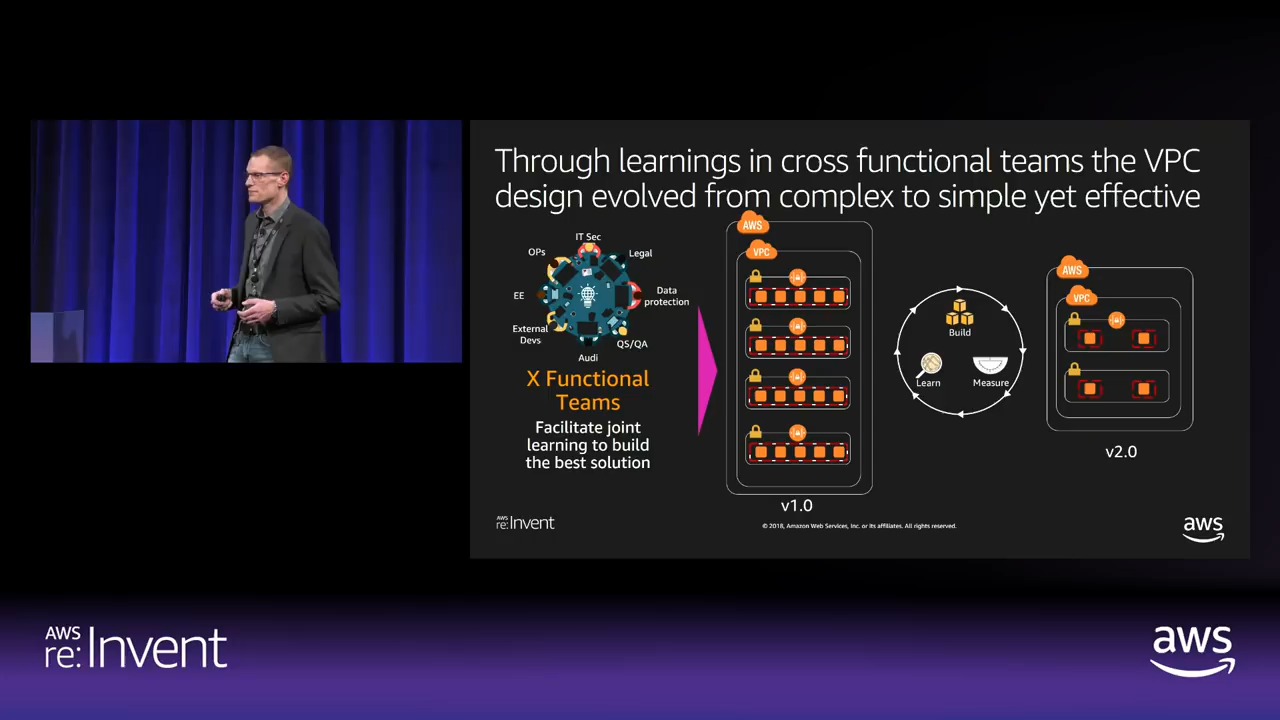 Through learnings in cross functional teams the VPC
design evolved from complex to simple yet effective
IT Sec
OPs
Legal
EE
Data
protection
External
Devs
QS/QA
Audi
X Functional
Teams
Facilitate joint
learning to build
the best solution
AWS
VPC
v1.0
Build
Learn
Measure
AWS
VPC
v2.0
AWS
re:Invent
© 2018, Amazon Web Services, Inc. or its affiliates. All rights reserved.
aws
AWS
re:Invent
aws